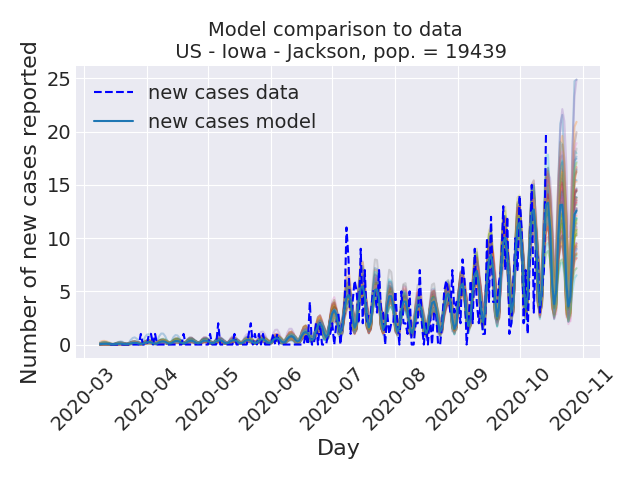 Model comparison to data
US - Iowa - Jackson, pop. = 19439
Number of new cases reported
25
20
15
10
5
0
new cases data
new cases model
2020-03
2020-04
2020-05
2020-06
2020-07
2020-08
2020-09
2020-10
2020-11
Day